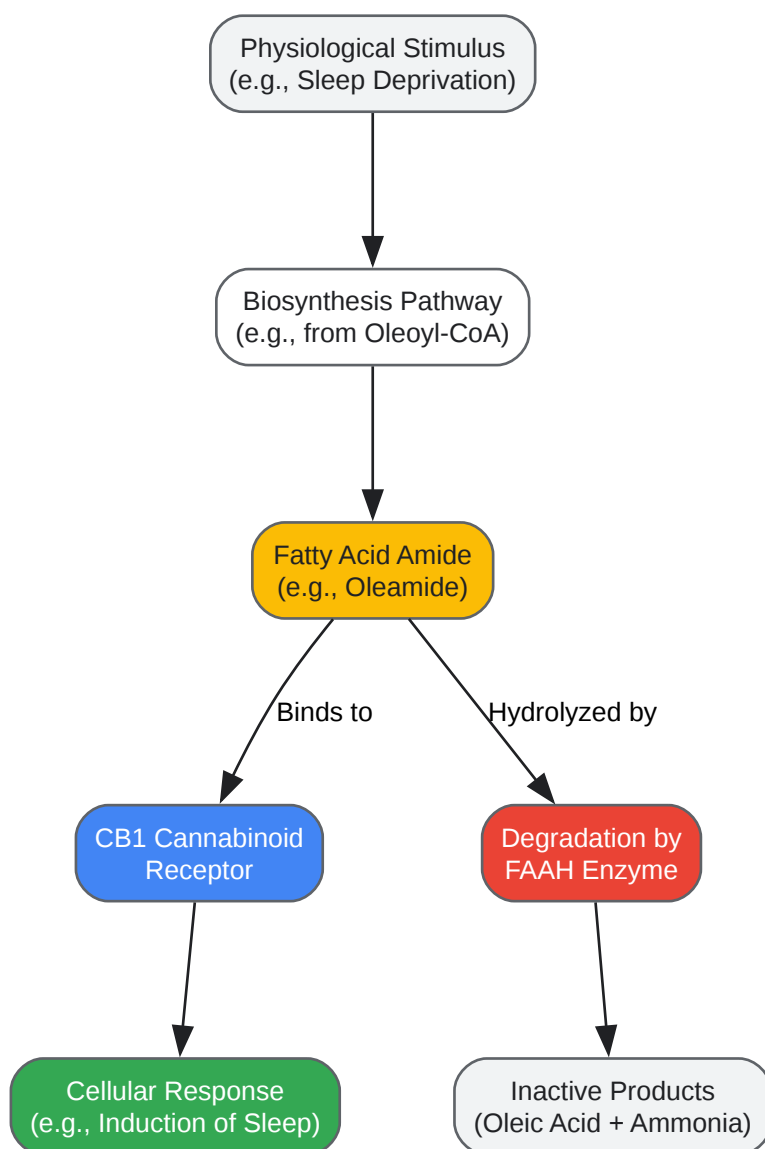 Physiological Stimulus
(e.g., Sleep Deprivation)
Biosynthesis Pathway
(e.g., from Oleoyl-CoA)
Fatty Acid Amide
(e.g., Oleamide)
Binds to
Hydrolyzed by
CB1 Cannabinoid
Receptor
Degradation by
FAAH Enzyme
Cellular Response
(e.g., Induction of Sleep)
Inactive Products
(Oleic Acid + Ammonia)